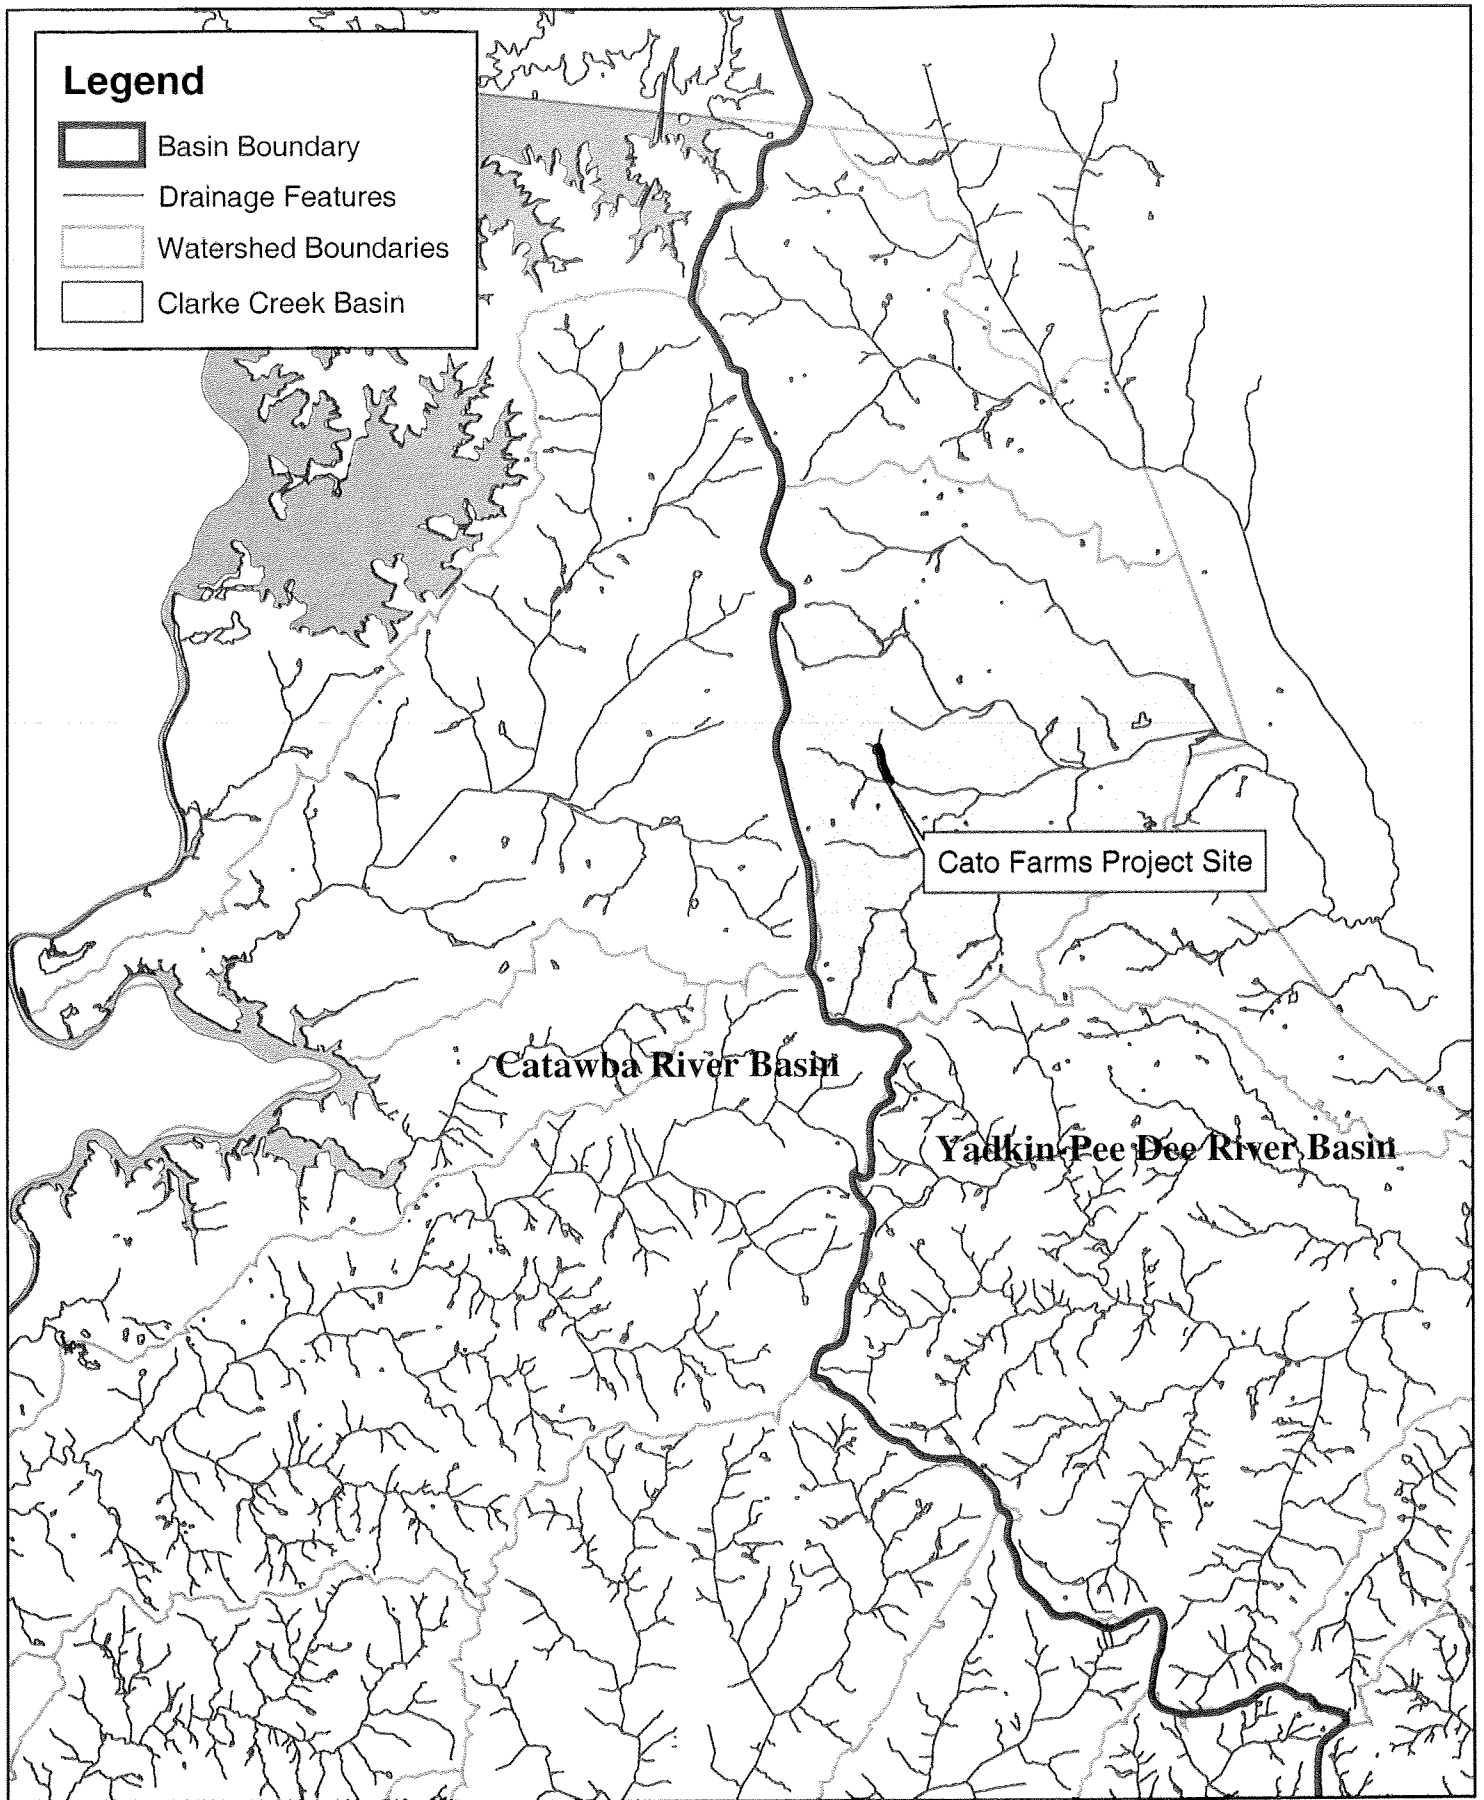 Legend
Basin Boundary
Drainage Features
Watershed Boundaries
Clarke Creek Basin
Cato Farms Project Site
Catawba River Basin
Yadkin-Pee Dee River Basin